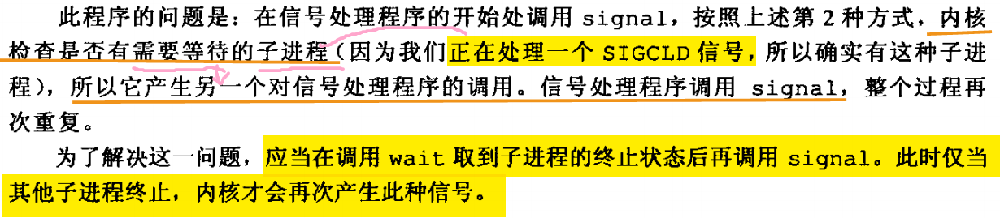 此程序的问题是：在信号处理程序的开始处调用 signal，按照上述第 2 种方式，内核
检查是否有需要等待的子进程（因为我们正在处理一个 SIGCLD 信号，所以确实有这种子进
程），所以它产生另一个对信号处理程序的调用。信号处理程序调用 signal，整个过程再
次重复。
为了解决这一问题，应当在调用 wait 取到子进程的终止状态后再调用 signal。此时仅当
其他子进程终止，内核才会再次产生此种信号。